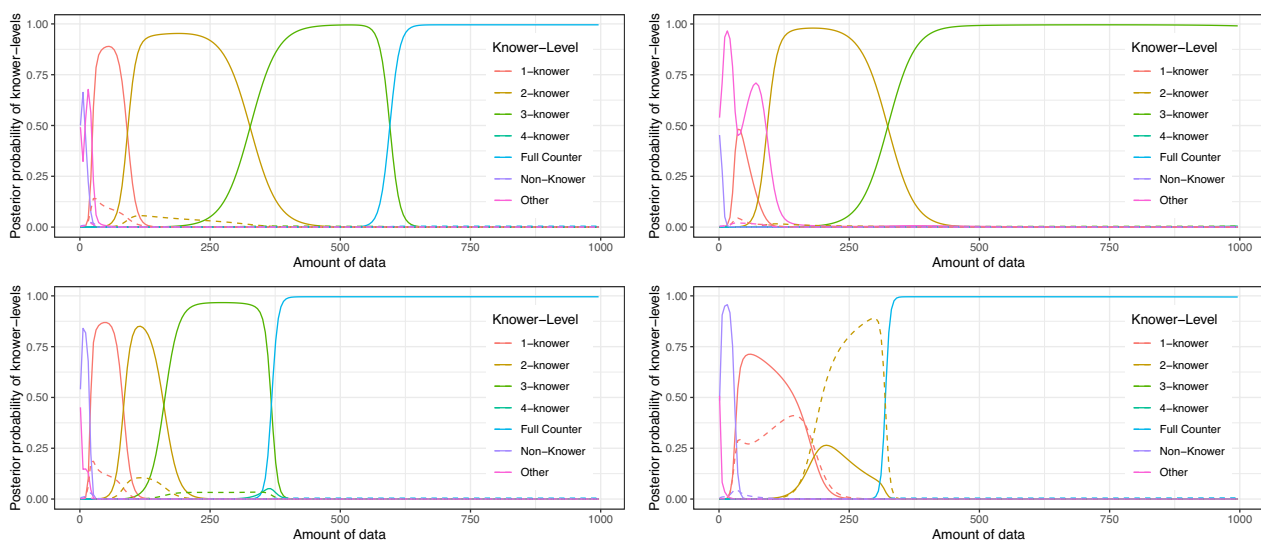 Posterior probability of knower-levels
1.00
0.75
0.50
0.25
0.00
0
250
500
750
1000
Amount of data
Knower-Level
1-knower
2-knower
3-knower
4-knower
Full Counter
Non-Knower
Other
Posterior probability of knower-levels
1.00
0.75
0.50
0.25
0.00
0
250
500
750
1000
Amount of data
Knower-Level
1-knower
2-knower
3-knower
4-knower
Full Counter
Non-Knower
Other
Posterior probability of knower-levels
1.00
0.75
0.50
0.25
0.00
0
250
500
750
1000
Amount of data
Knower-Level
1-knower
2-knower
3-knower
4-knower
Full Counter
Non-Knower
Other
Posterior probability of knower-levels
1.00
0.75
0.50
0.25
0.00
0
250
500
750
1000
Amount of data
Knower-Level
1-knower
2-knower
3-knower
4-knower
Full Counter
Non-Knower
Other